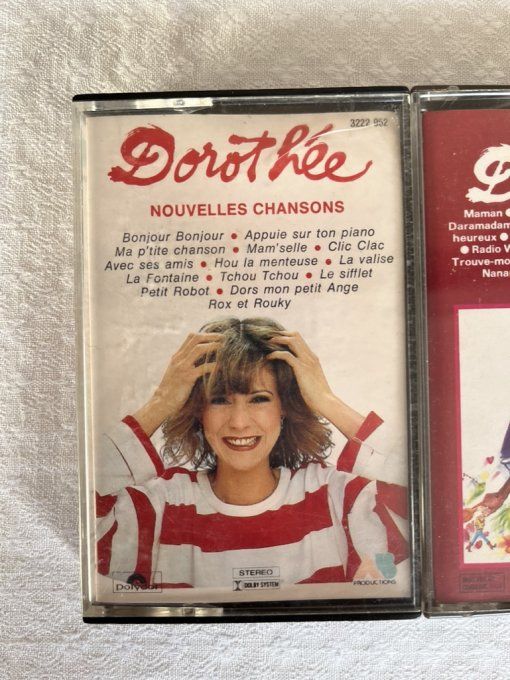 3222 952
Dorothée
NOUVELLES CHANSONS
Bonjour Bonjour • Appuie sur ton piano
Ma p'tite chanson • Mam'selle • Clic Clac
Avec ses amis • Hou la menteuse • La valise
La Fontaine • Tchou Tchou • Le sifflet
Petit Robot • Dors mon petit Ange
Rox et Rouky
STEREO
DOLBY SYSTEM
Polydor
AB
PRODUCTIONS
D
Maman
Daramadam
heureux •
• Radio V
Trouve-mo
Nana